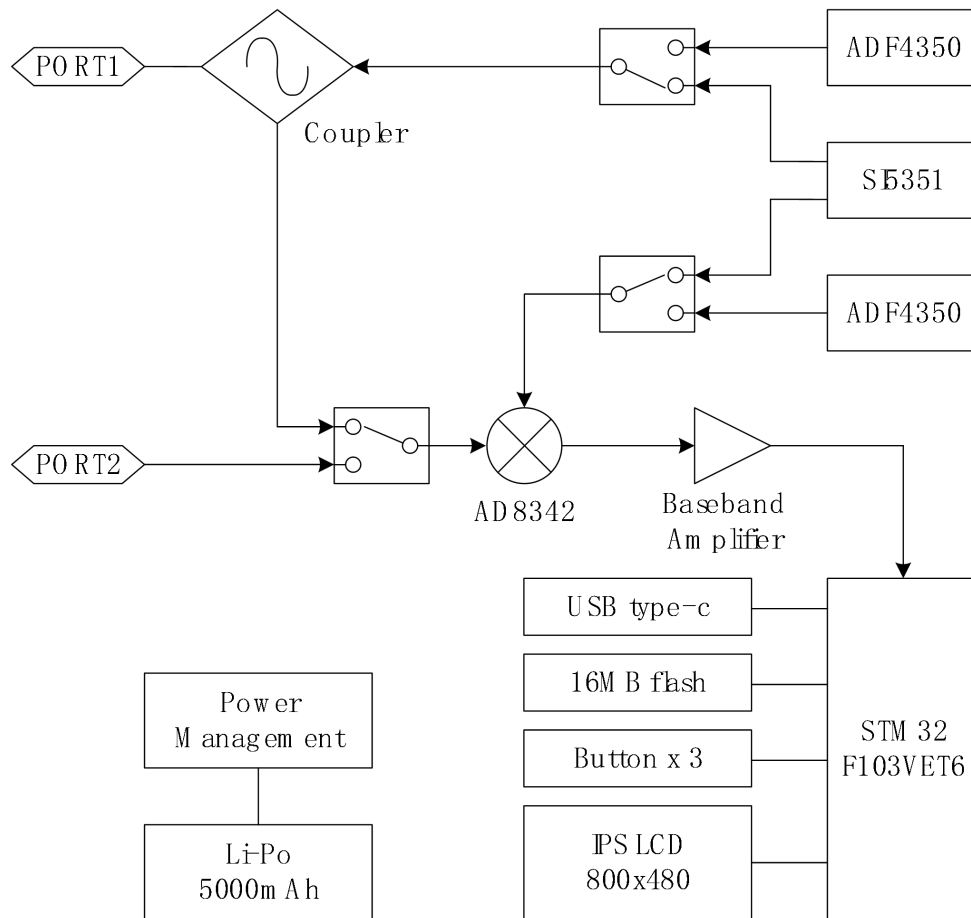 PORT1
ADF4350
Coupler
SI5351
ADF4350
PORT2
AD8342
Baseband
Amplifier
USB type-c
16MB flash
Power
Management
Button x 3
STM32
F103VET6
Li-Po
5000mAh
IPS LCD
800x480